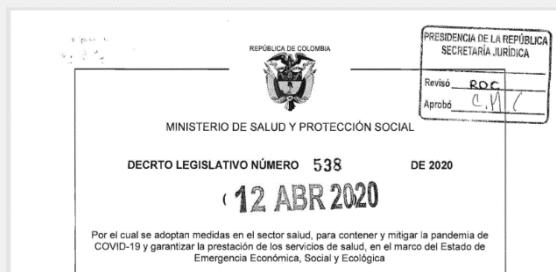 PRESIDENCIA DE LA REPÚBLICA
SECRETARÍA JURÍDICA
Revisó RDC
Aprobó
REPÚBLICA DE COLOMBIA
MINISTERIO DE SALUD Y PROTECCIÓN SOCIAL
DECRTO LEGISLATIVO NÚMERO 538 DE 2020
( 12 ABR 2020
Por el cual se adoptan medidas en el sector salud, para contener y mitigar la pandemia de
COVID-19 y garantizar la prestación de los servicios de salud, en el marco del Estado de
Emergencia Económica, Social y Ecológica